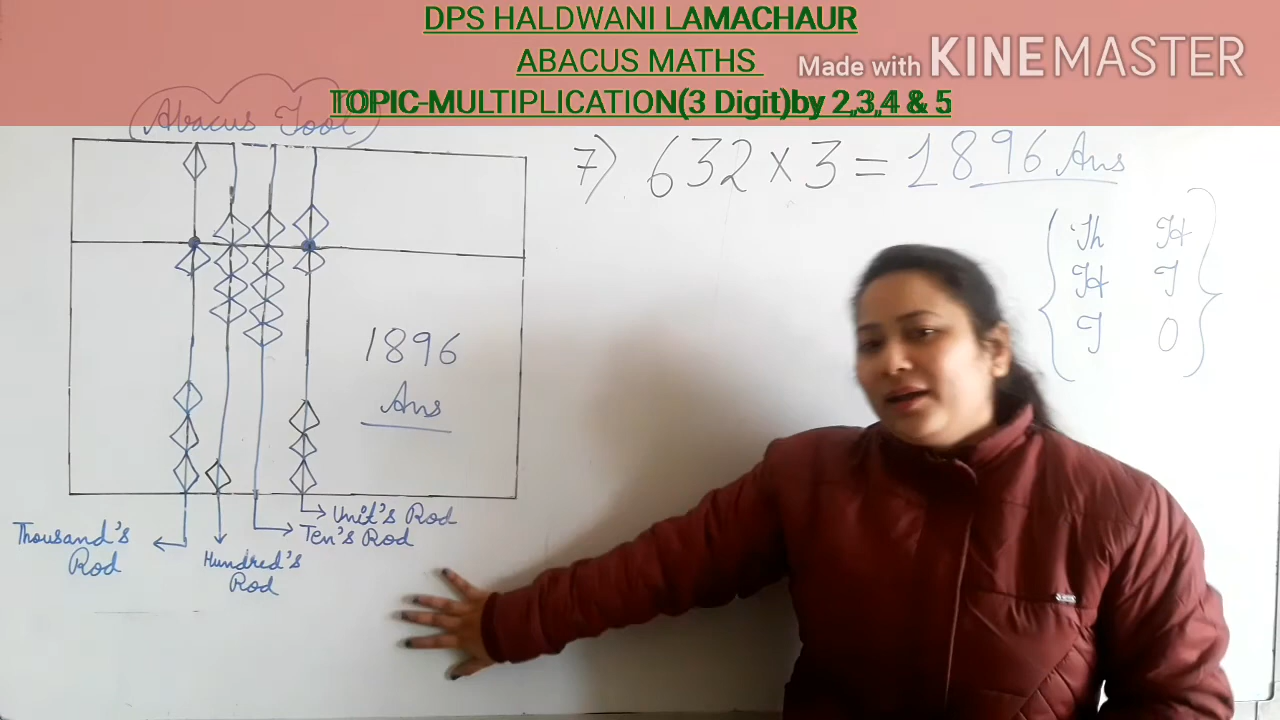 DPS HALDWANI LAMACHAUR
ABACUS MATHS
Made with KINEMASTER
TOPIC-MULTIPLICATION(3 Digit)by 2,3,4 & 5
Abacus Tool
7) 632 × 3 = 1896 Ans
Th H
H T
T O
1896
Ans
Unit's Rod
Ten's Rod
Thousand's
Rod
Hundred's
Rod